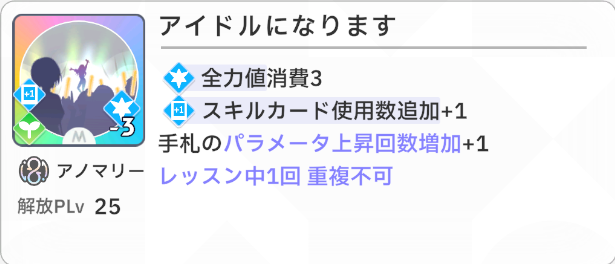 アイドルになります
+1
-3
M
全力値消費3
+1 スキルカード使用数追加+1
手札のパラメータ上昇回数増加+1
レッスン中1回 重複不可
アノマリー
解放PLv 25